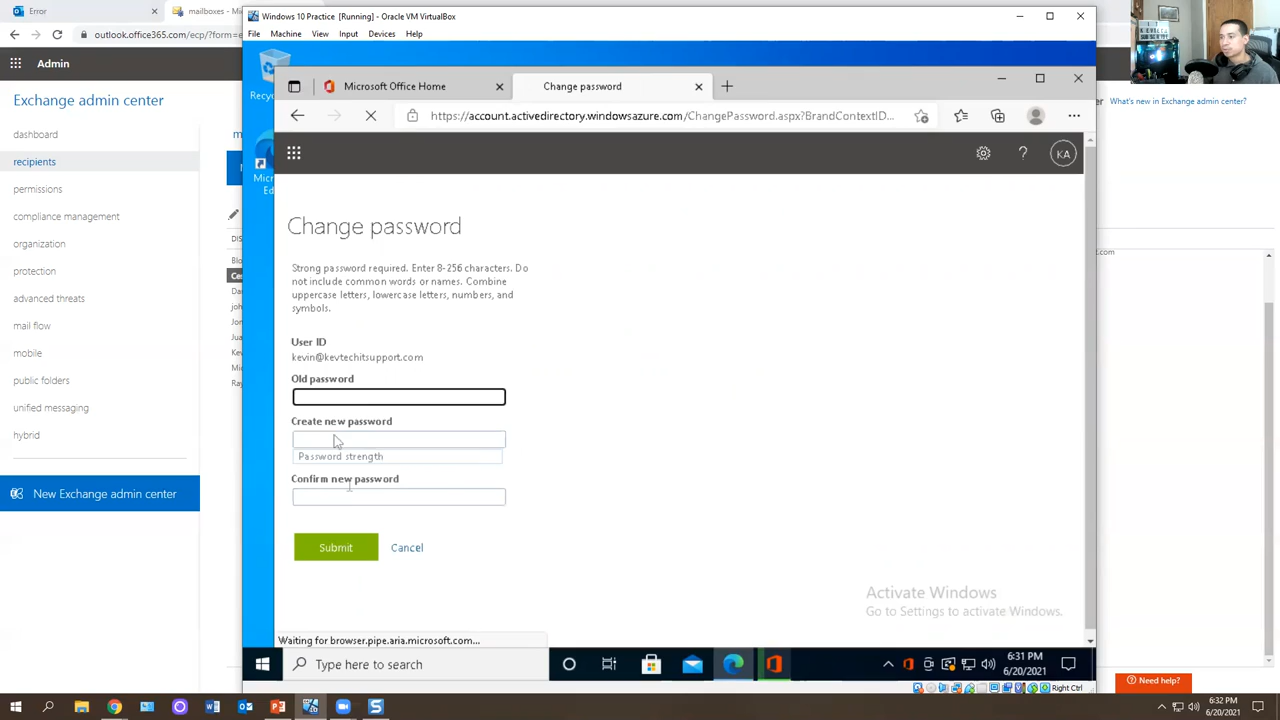 Error
mailboxes - Mi
outlook.office365.com/ecp/?form=e
Admin
Exchange admin center
dashboard
recipients
permissions
compliance management
organization
protection
advanced threats
mail flow
mobile
public folders
unified messaging
hybrid
New Exchange admin center
Windows 10 Practice [Running] - Oracle VM VirtualBox
File Machine View Input Devices Help
Recyc
Micr
Ed
Microsoft Office Home
Change password
https://account.activedirectory.windowsazure.com/ChangePassword.aspx?BrandContextID...
KA
Change password
Strong password required. Enter 8-256 characters. Do
not include common words or names. Combine
uppercase letters, lowercase letters, numbers, and
symbols.
User ID
kevin@kevtechitsupport.com
Old password
Create new password
Password strength
Confirm new password
Submit
Cancel
Activate Windows
Go to Settings to activate Windows.
Waiting for browser.pipe.aria.microsoft.com...
Type here to search
6:31 PM
6/20/2021
Right Ctrl
What's new in Exchange admin center?
Need help?
6:32 PM
6/20/2021